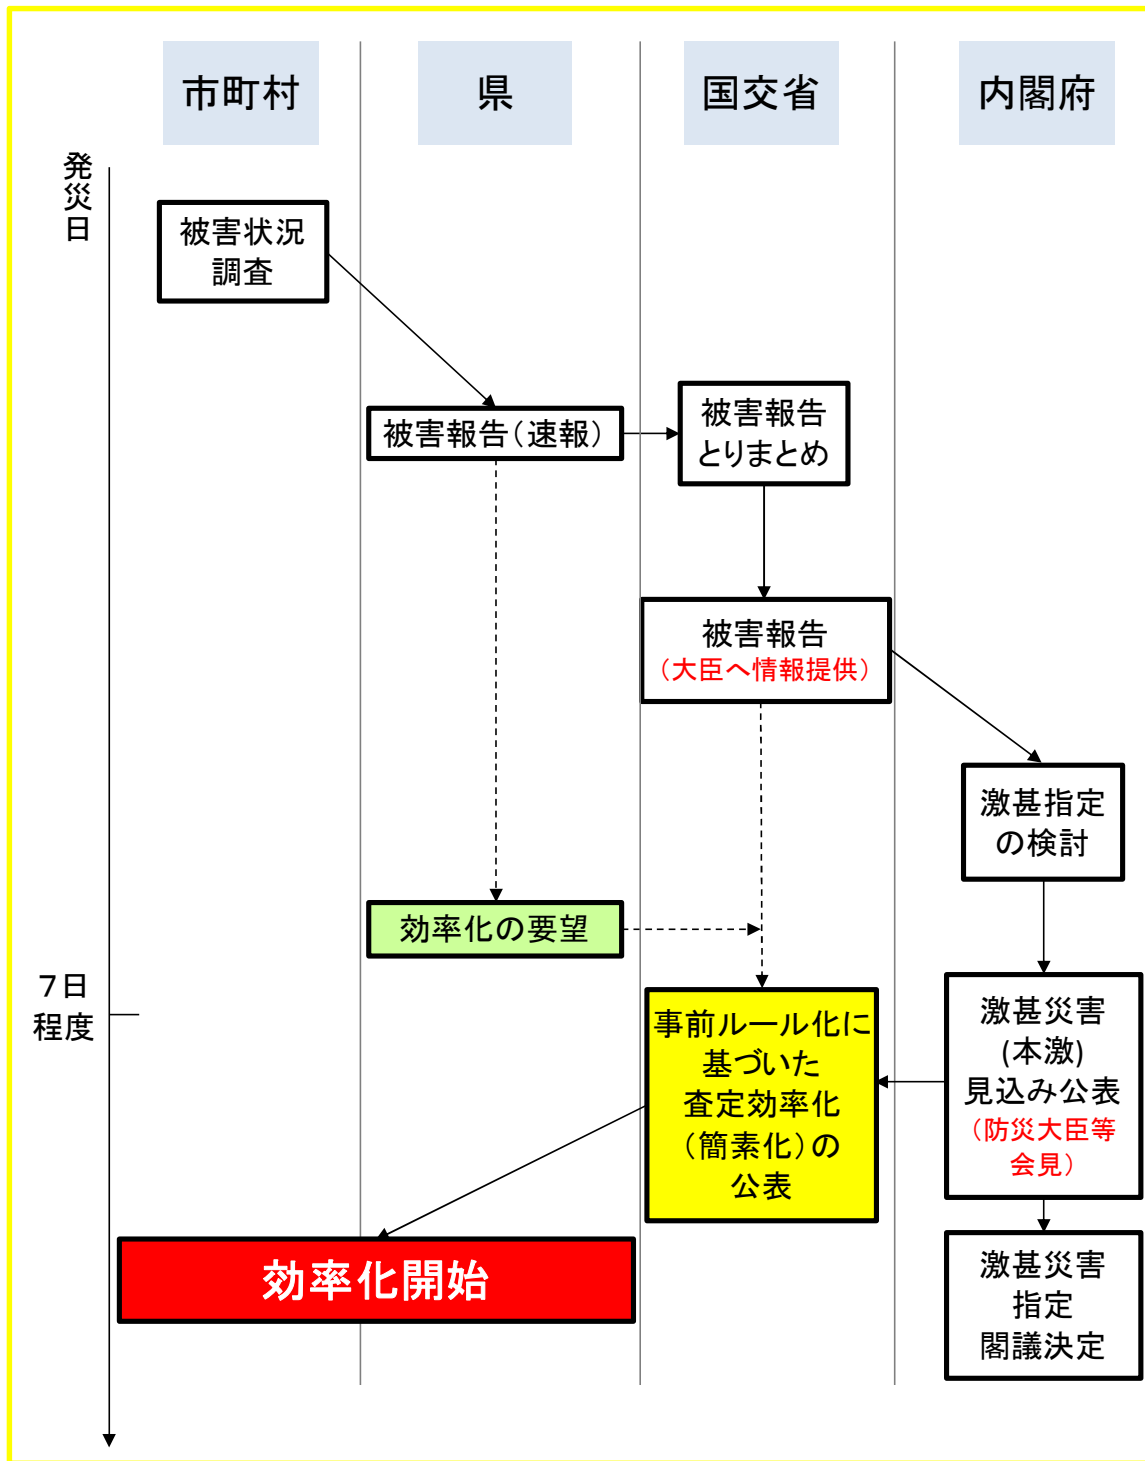 市町村
県
国交省
内閣府
発災日
被害状況
調査
被害報告（速報）
被害報告
とりまとめ
被害報告
（大臣へ情報提供）
激甚指定
の検討
効率化の要望
７日
程度
事前ルール化に
基づいた
査定効率化
（簡素化）の
公表
激甚災害
(本激)
見込み公表
（防災大臣等
会見）
効率化開始
激甚災害
指定
閣議決定